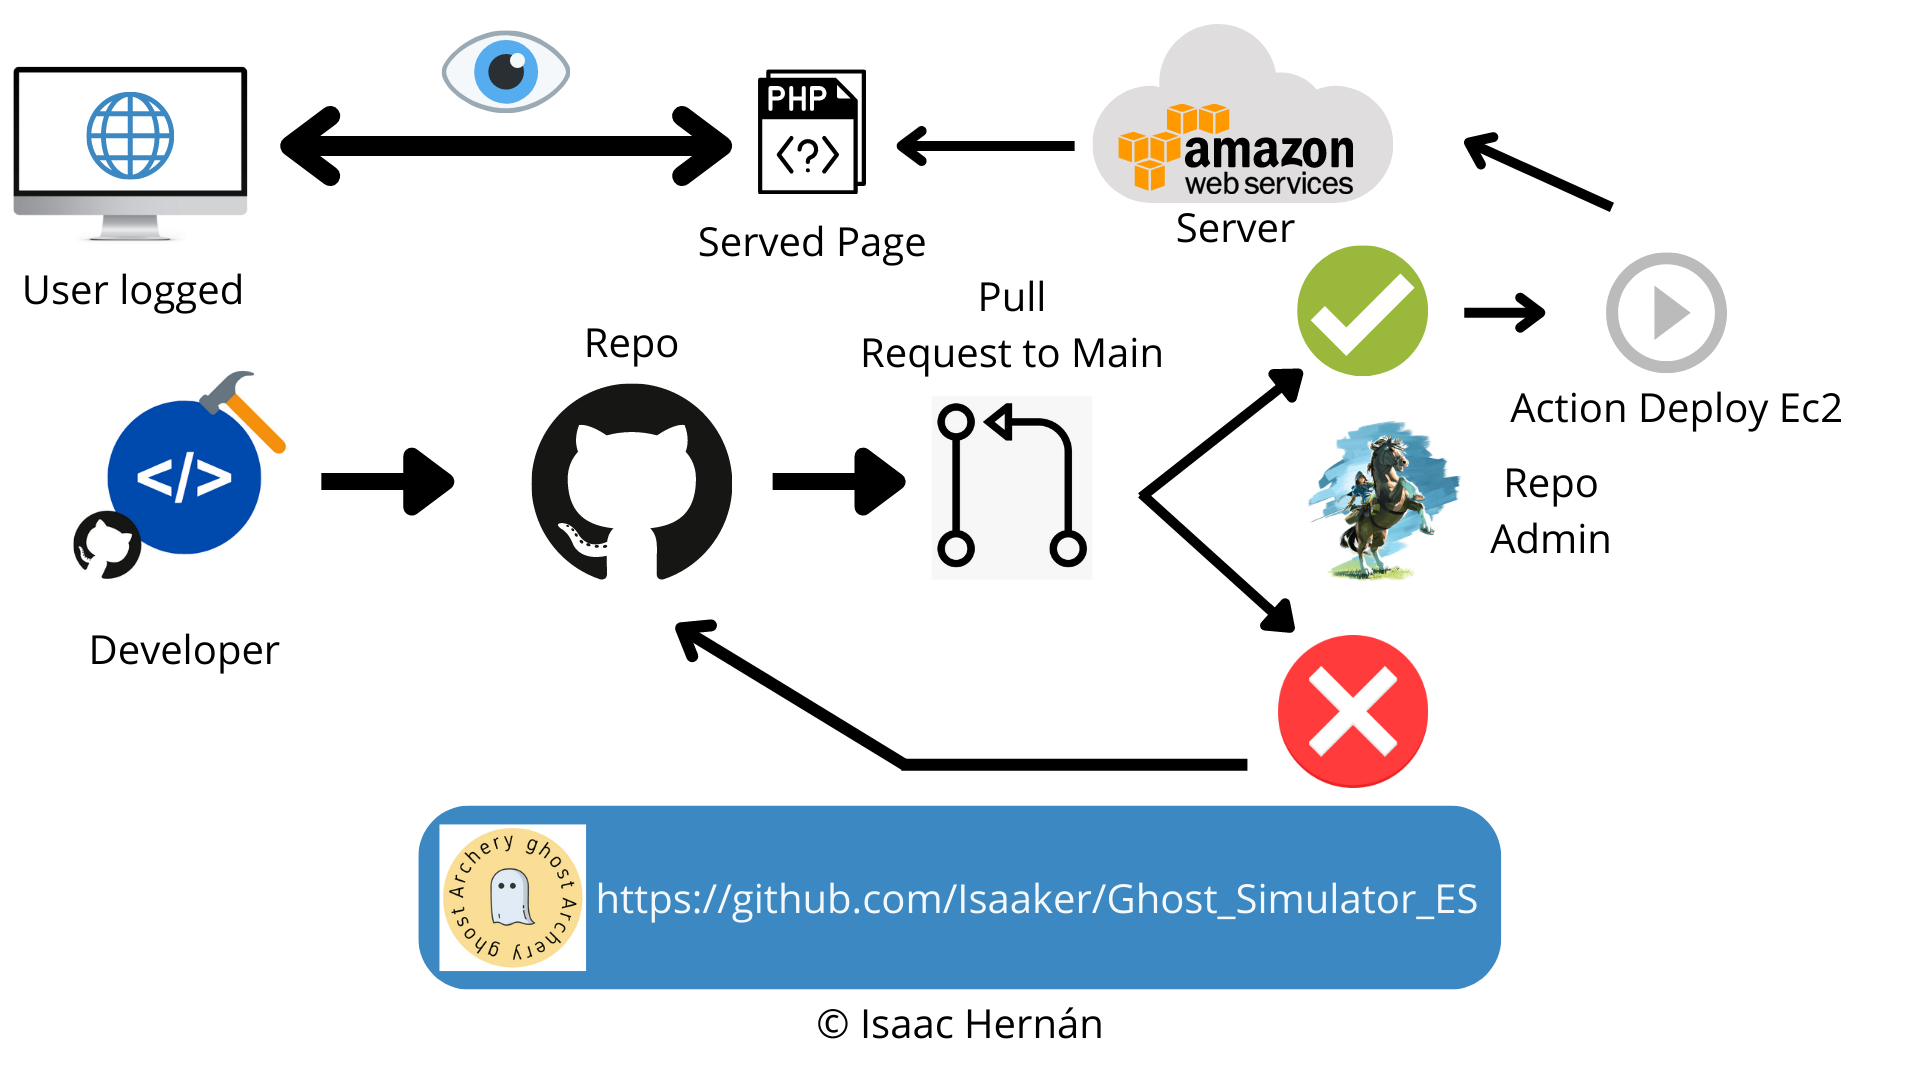 PHP
<?>
amazon
web services
Server
Served Page
User logged
Pull
Request to Main
Repo
Action Deploy Ec2
</>
Repo
Admin
Developer
Archery ghost Archery ghost
https://github.com/Isaaker/Ghost_Simulator_ES
© Isaac Hernán